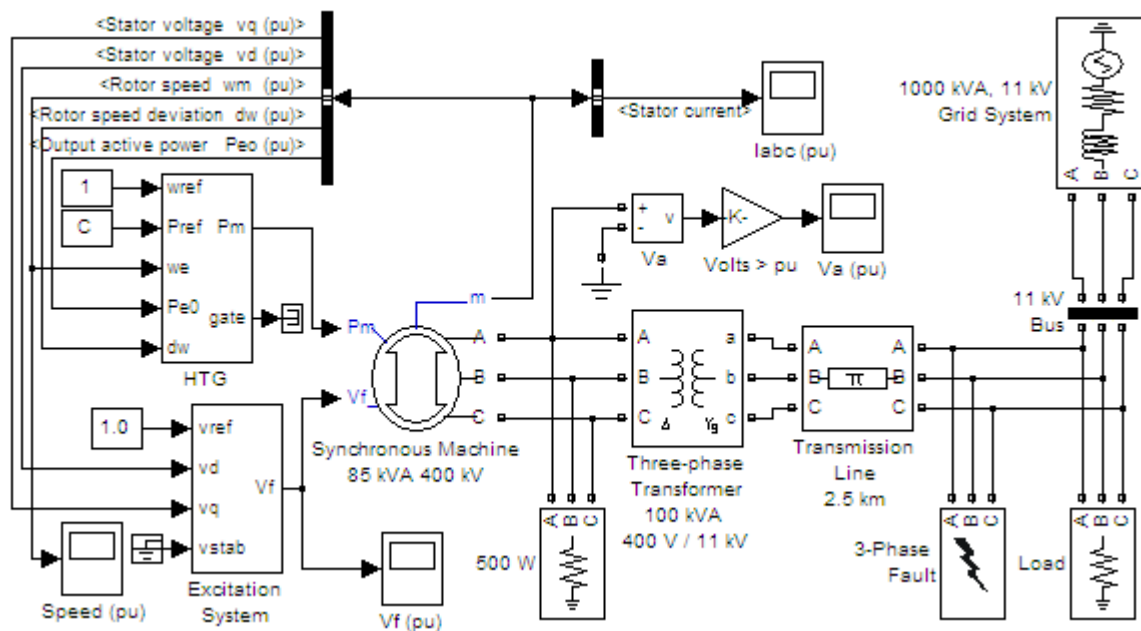 <Stator voltage vq (pu)>
<Stator voltage vd (pu)>
<Rotor speed wm (pu)>
<Rotor speed deviation dw (pu)>
<Output active power Peo (pu)>
<Stator current>
Iabc (pu)
1000 kVA, 11 kV
Grid System
A B C
1
C
wref
Pref
we
Pe0
dw
Pm
gate
HTG
+
-
v
Va
K-
Volts > pu
Va (pu)
11 kV
Bus
m
Pm
Vf_
A
B
C
Synchronous Machine
85 kVA 400 kV
A
B
C
a
b
c
Δ
Yg
Three-phase
Transformer
100 kVA
400 V / 11 kV
A
B
C
π
A
B
C
Transmission
Line
2.5 km
1.0
vref
vd
vq
vstab
Vf
Excitation
System
Speed (pu)
Vf (pu)
A B C
500 W
A B C
3-Phase
Fault
A B C
Load